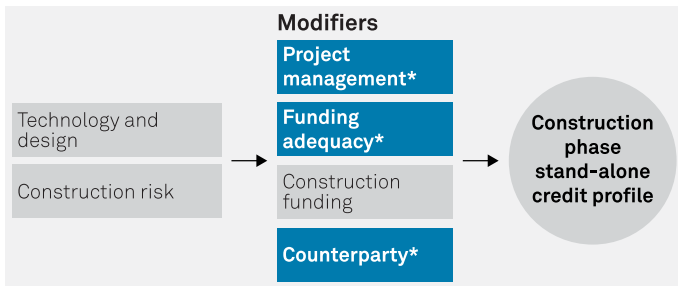 Modifiers
Technology and
design
Construction risk
Project
management*
Funding
adequacy*
Construction
funding
Counterparty*
Construction
phase
stand-alone
credit profile